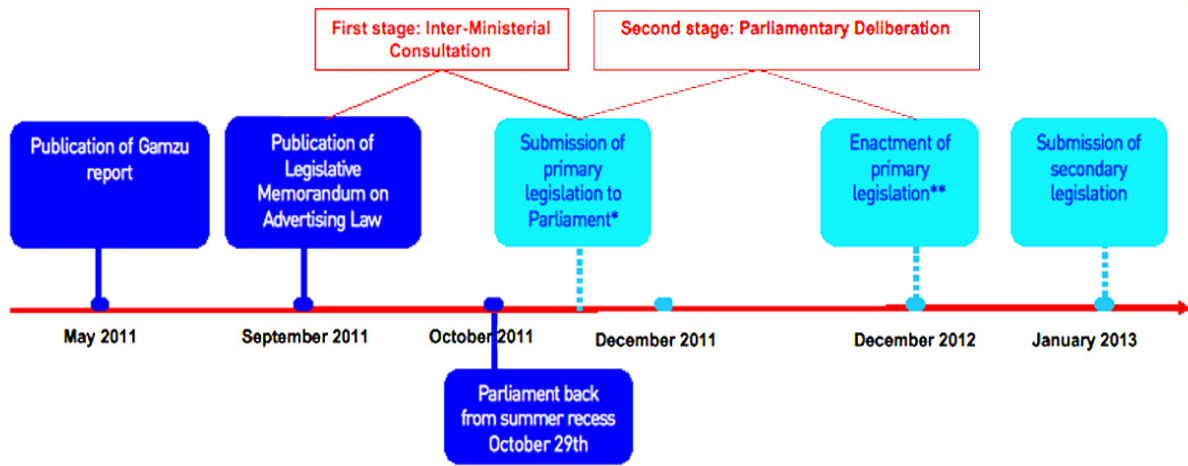 First stage: Inter-Ministerial
Consultation
Second stage: Parliamentary Deliberation
Publication of Gamzu
report
Publication of
Legislative
Memorandum on
Advertising Law
Submission of
primary
legislation to
Parliament*
Enactment of
primary
legislation**
Submission of
secondary
legislation
May 2011
September 2011
October 2011
December 2011
December 2012
January 2013
Parliament back
from summer recess
October 29th